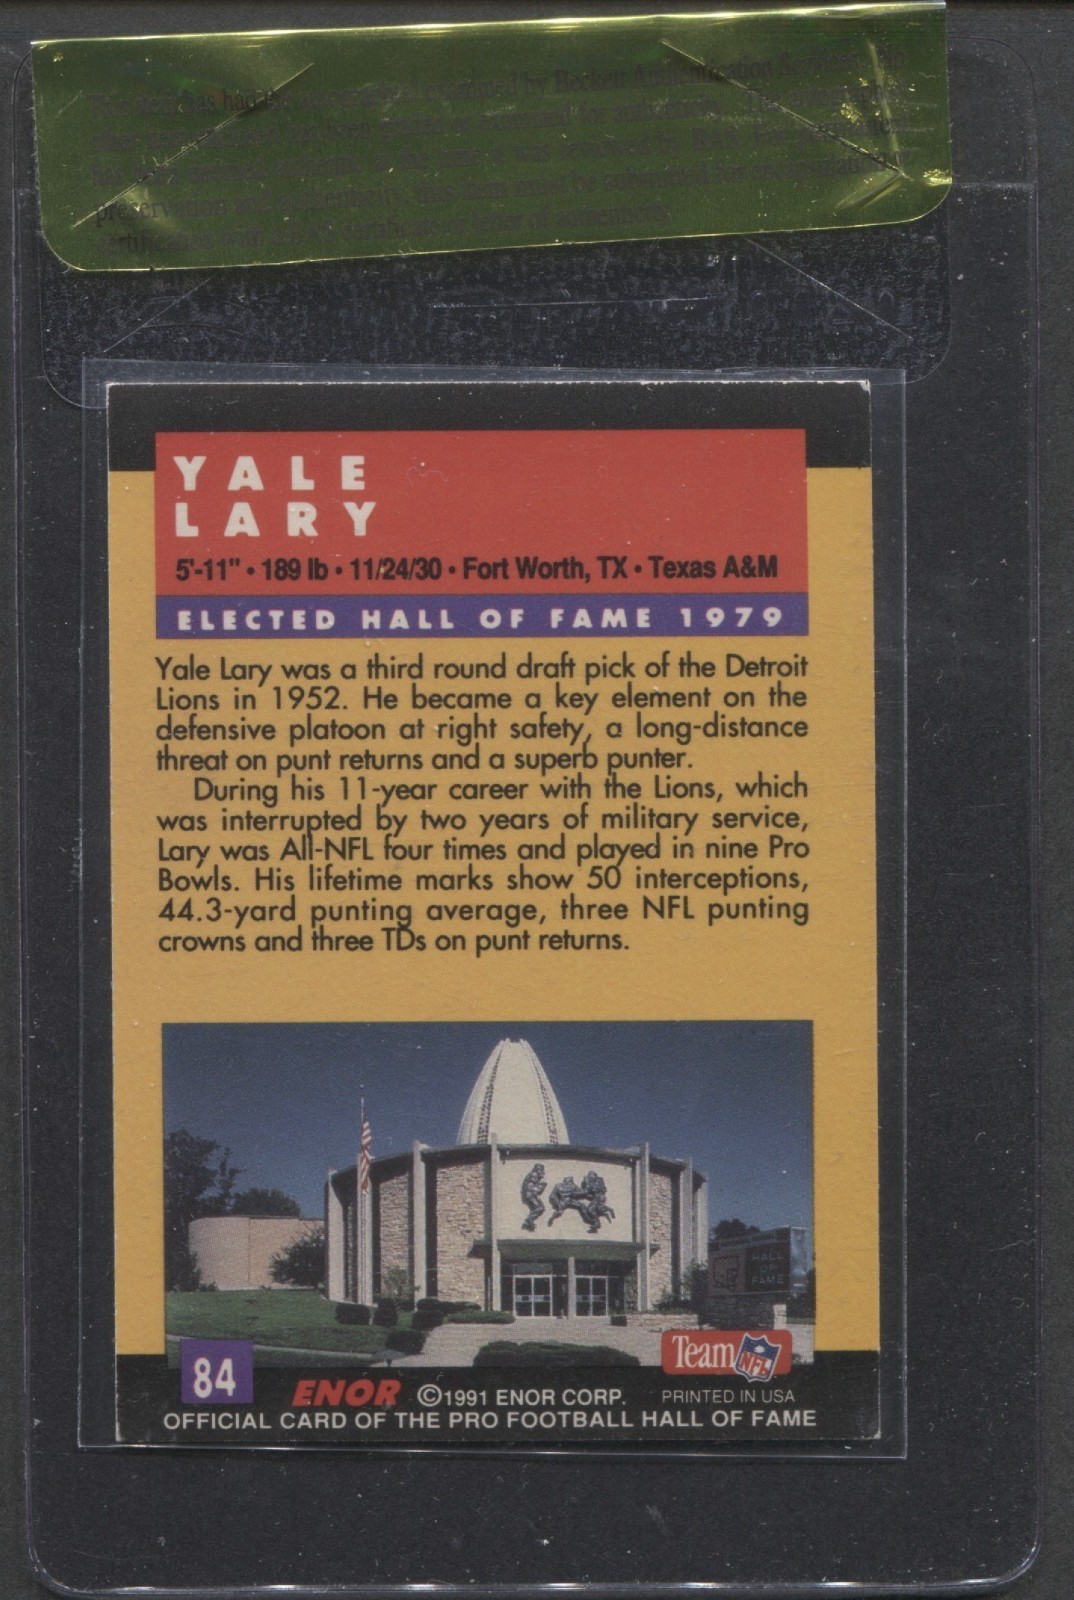 examined by Beckett Authentication Services.
YALE
LARY
5'-11" • 189 lb • 11/24/30 • Fort Worth, TX • Texas A&M
ELECTED HALL OF FAME 1979
Yale Lary was a third round draft pick of the Detroit
Lions in 1952. He became a key element on the
defensive platoon at right safety, a long-distance
threat on punt returns and a superb punter.
During his 11-year career with the Lions, which
was interrupted by two years of military service,
Lary was All-NFL four times and played in nine Pro
Bowls. His lifetime marks show 50 interceptions,
44.3-yard punting average, three NFL punting
crowns and three TDs on punt returns.
HALL
OF
FAME
Team NFL
84
ENOR ©1991 ENOR CORP. PRINTED IN USA
OFFICIAL CARD OF THE PRO FOOTBALL HALL OF FAME